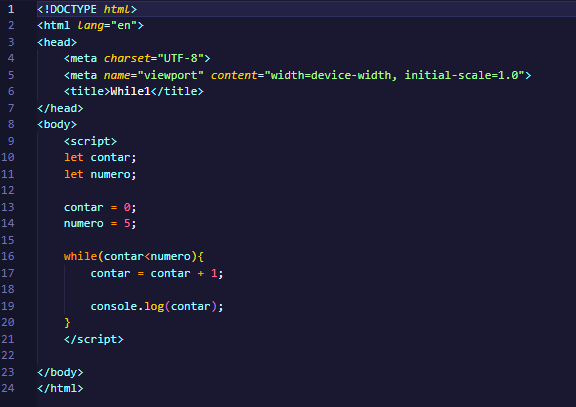 1 <!DOCTYPE html>
2 <html lang="en">
3 <head>
4     <meta charset="UTF-8">
5     <meta name="viewport" content="width=device-width, initial-scale=1.0">
6     <title>While1</title>
7 </head>
8 <body>
9     <script>
10     let contar;
11     let numero;
12
13     contar = 0;
14     numero = 5;
15
16     while(contar<numero){
17         contar = contar + 1;
18
19         console.log(contar);
20     }
21     </script>
22
23 </body>
24 </html>